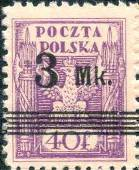 POCZTA
POLSKA
3 Mk.
40F.